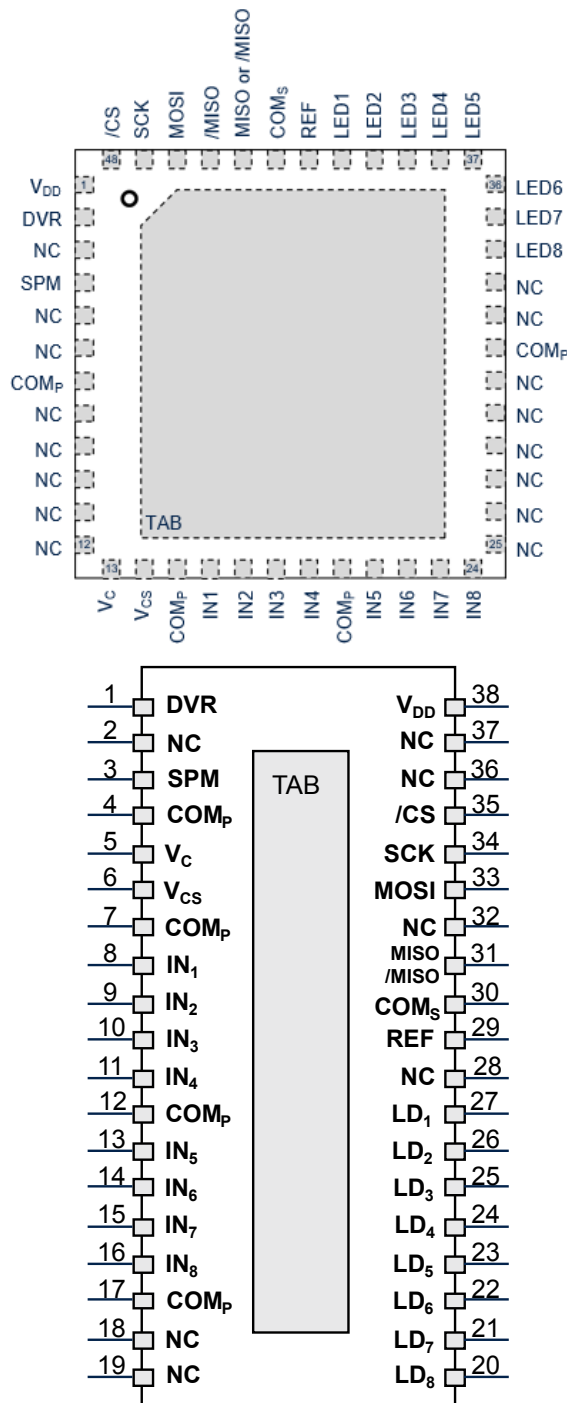 /CS SCK MOSI /MISO MISO or /MISO COMS REF LED1 LED2 LED3 LED4 LED5
48 37
VDD 1 36 LED6
DVR LED7
NC LED8
SPM NC
NC NC
NC COMP
COMP NC
NC NC
NC NC
NC NC
NC NC
TAB
NC 12 25 NC
13 24
VC VCS COMP IN1 IN2 IN3 IN4 COMP IN5 IN6 IN7 IN8
1 DVR VDD 38
2 NC NC 37
3 SPM TAB NC 36
4 COMP /CS 35
5 VC SCK 34
6 VCS MOSI 33
7 COMP NC 32
8 IN1 MISO /MISO 31
9 IN2 COMS 30
10 IN3 REF 29
11 IN4 NC 28
12 COMP LD1 27
13 IN5 LD2 26
14 IN6 LD3 25
15 IN7 LD4 24
16 IN8 LD5 23
17 COMP LD6 22
18 NC LD7 21
19 NC LD8 20